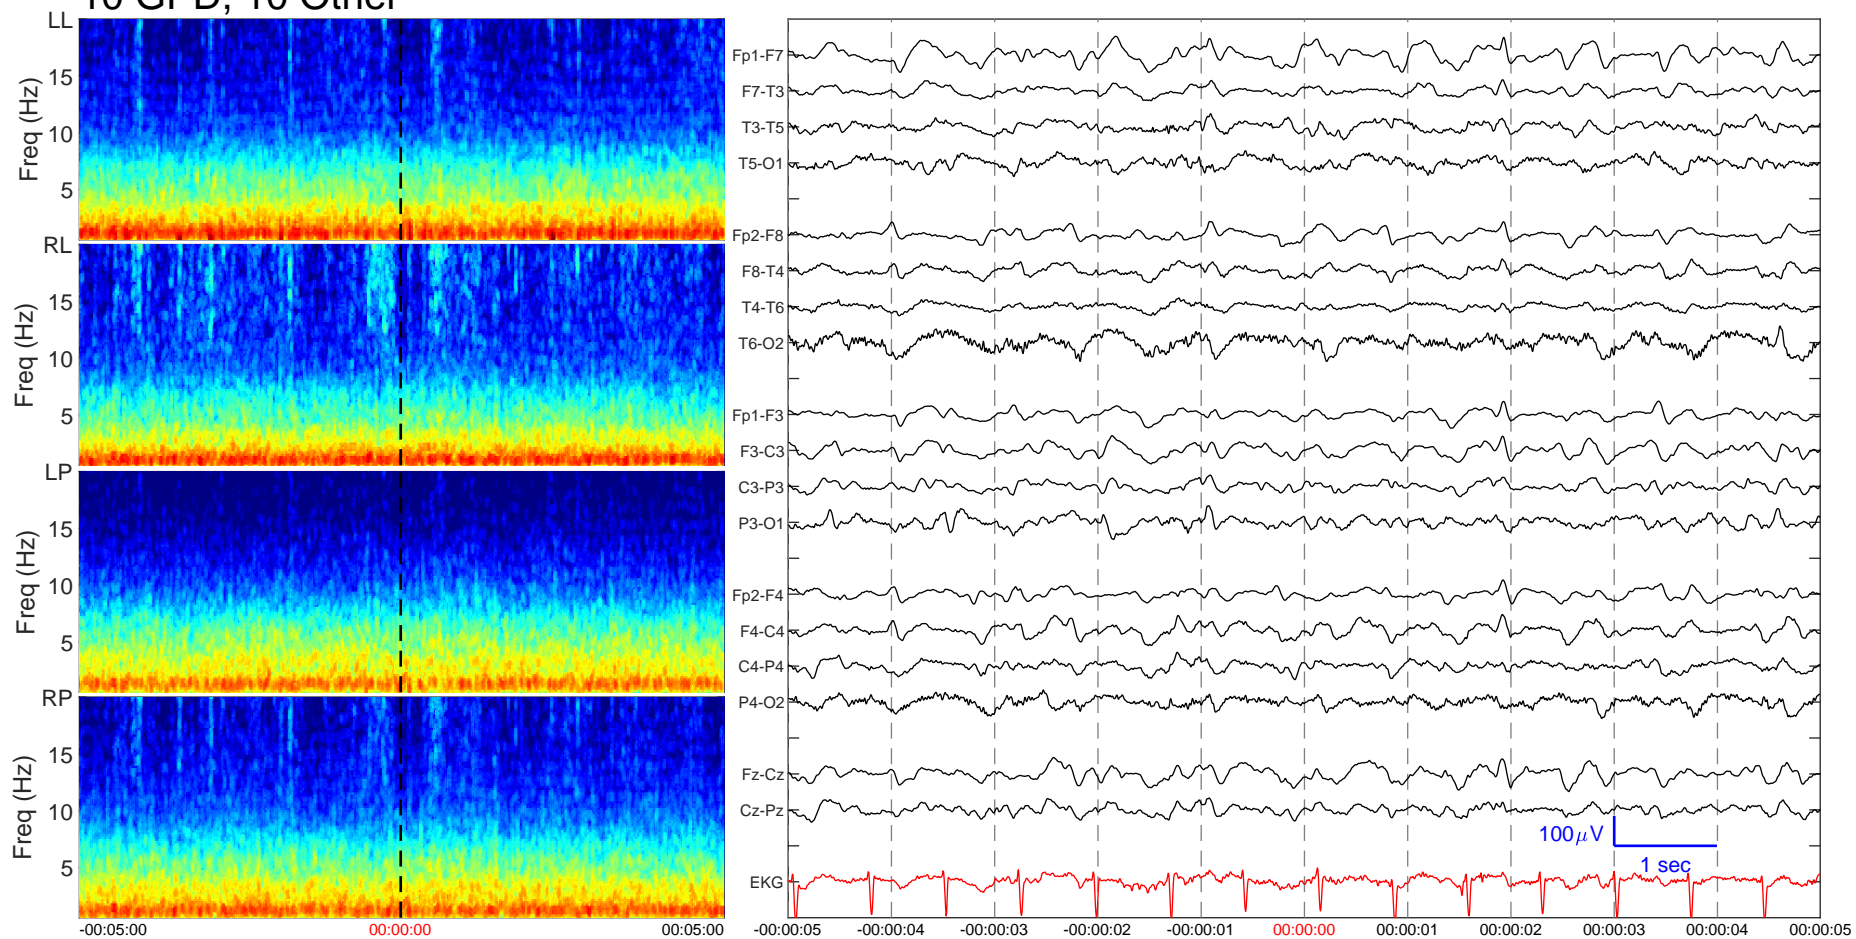 10 GPD, 10 Other
LL
Freq (Hz)
15
10
5
RL
Freq (Hz)
15
10
5
LP
Freq (Hz)
15
10
5
RP
Freq (Hz)
15
10
5
-00:05:00
00:00:00
00:05:00
Fp1-F7
F7-T3
T3-T5
T5-O1
Fp2-F8
F8-T4
T4-T6
T6-O2
Fp1-F3
F3-C3
C3-P3
P3-O1
Fp2-F4
F4-C4
C4-P4
P4-O2
Fz-Cz
Cz-Pz
EKG
100μV
1 sec
-00:00:05
-00:00:04
-00:00:03
-00:00:02
-00:00:01
00:00:00
00:00:01
00:00:02
00:00:03
00:00:04
00:00:05